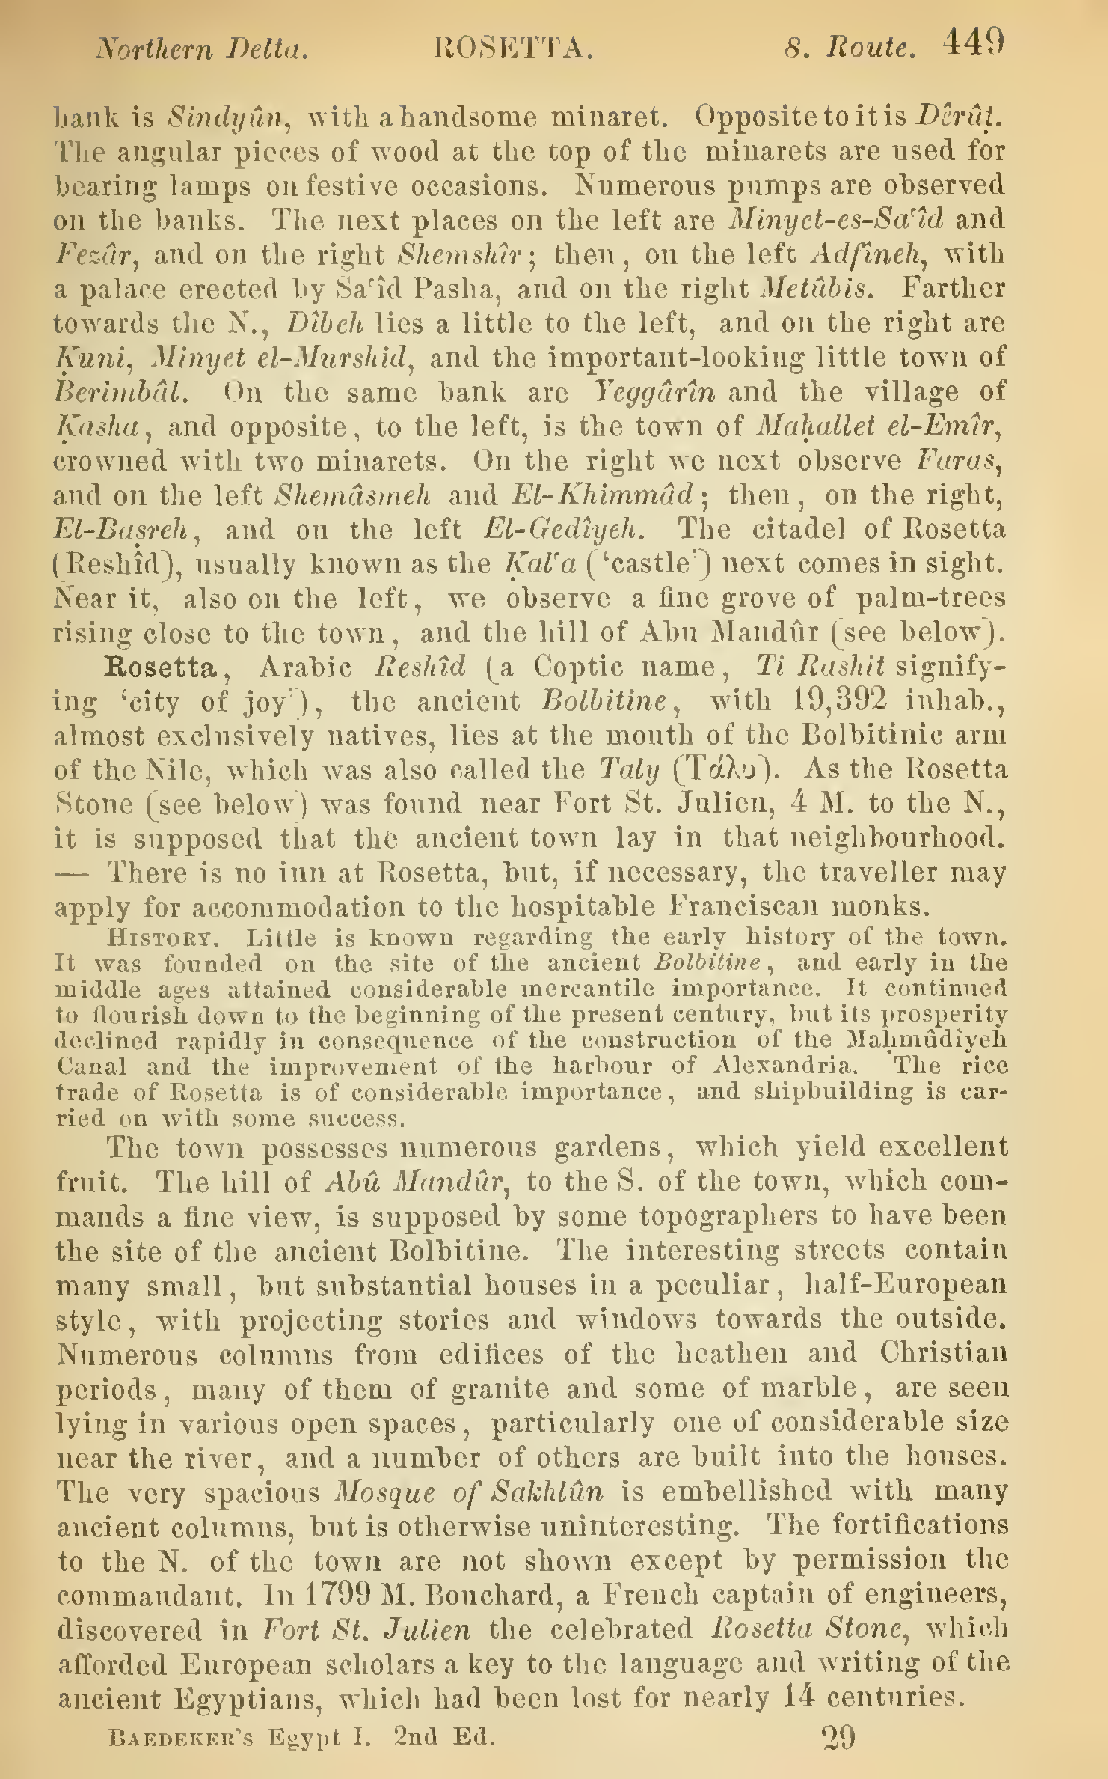 Northern Delta. ROSETTA. 8. Route. 449
bank is Sindyûn, with a handsome minaret. Opposite to it is Dêrûṭ.
The angular pieces of wood at the top of the minarets are used for
bearing lamps on festive occasions. Numerous pumps are observed
on the banks. The next places on the left are Minyet-es-Saʿîd and
Fezâr, and on the right Shemshîr; then, on the left Adfîneh, with
a palace erected by Saʿîd Pasha, and on the right Metûbis. Farther
towards the N., Dîbeh lies a little to the left, and on the right are
Ḳuni, Minyet el-Murshid, and the important-looking little town of
Berimbâl. On the same bank are Yeggârîn and the village of
Ḳasha, and opposite, to the left, is the town of Maḥallet el-Emîr,
crowned with two minarets. On the right we next observe Faras,
and on the left Shemâsmeh and El-Khimmâd; then, on the right,
El-Baṣreh, and on the left El-Gedîyeh. The citadel of Rosetta
(Reshîd), usually known as the Ḳalʿa (‘castle’) next comes in sight.
Near it, also on the left, we observe a fine grove of palm-trees
rising close to the town, and the hill of Abu Mandûr (see below).
Rosetta, Arabic Reshîd (a Coptic name, Ti Rashit signify-
ing ‘city of joy’), the ancient Bolbitine, with 19,392 inhab.,
almost exclusively natives, lies at the mouth of the Bolbitinic arm
of the Nile, which was also called the Taly (Τάλυ). As the Rosetta
Stone (see below) was found near Fort St. Julien, 4 M. to the N.,
it is supposed that the ancient town lay in that neighbourhood.
— There is no inn at Rosetta, but, if necessary, the traveller may
apply for accommodation to the hospitable Franciscan monks.
HISTORY. Little is known regarding the early history of the town.
It was founded on the site of the ancient Bolbitine, and early in the
middle ages attained considerable mercantile importance. It continued
to flourish down to the beginning of the present century, but its prosperity
declined rapidly in consequence of the construction of the Maḥmûdîyeh
Canal and the improvement of the harbour of Alexandria. The rice
trade of Rosetta is of considerable importance, and shipbuilding is car-
ried on with some success.
The town possesses numerous gardens, which yield excellent
fruit. The hill of Abû Mandûr, to the S. of the town, which com-
mands a fine view, is supposed by some topographers to have been
the site of the ancient Bolbitine. The interesting streets contain
many small, but substantial houses in a peculiar, half-European
style, with projecting stories and windows towards the outside.
Numerous columns from edifices of the heathen and Christian
periods, many of them of granite and some of marble, are seen
lying in various open spaces, particularly one of considerable size
near the river, and a number of others are built into the houses.
The very spacious Mosque of Sakhlûn is embellished with many
ancient columns, but is otherwise uninteresting. The fortifications
to the N. of the town are not shown except by permission the
commandant. In 1799 M. Bouchard, a French captain of engineers,
discovered in Fort St. Julien the celebrated Rosetta Stone, which
afforded European scholars a key to the language and writing of the
ancient Egyptians, which had been lost for nearly 14 centuries.
BAEDEKER's Egypt I. 2nd Ed. 29